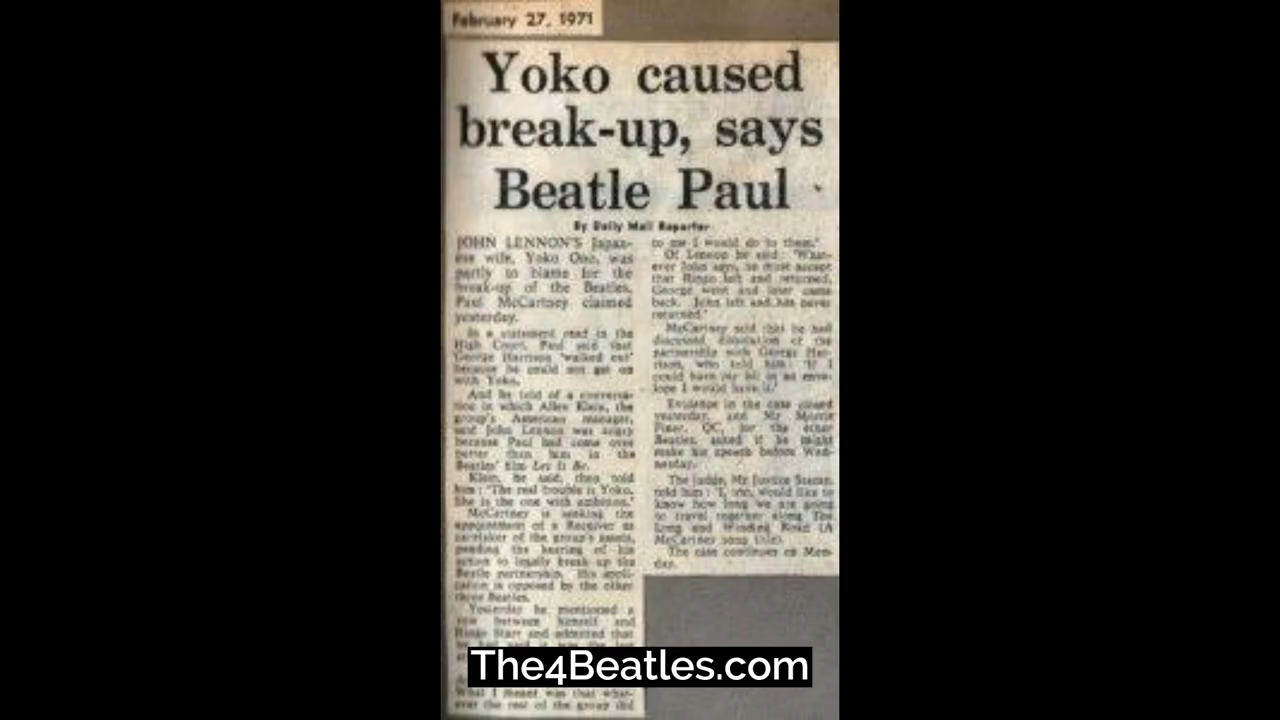 February 27, 1971
Yoko caused
break-up, says
Beatle Paul
By Daily Mail Reporter
JOHN LENNON'S Japan-
ese wife, Yoko Ono, was
partly to blame for the
break-up of the Beatles,
Paul McCartney claimed
yesterday.
In a statement read in the
High Court, Paul said that
George Harrison 'walked out'
because he could not get on
with Yoko.
And he told of a conversa-
tion in which Allen Klein, the
group's American manager,
said John Lennon was angry
because Paul had come over
better than him in the
Beatles' film Let It Be.
Klein, he said, then told
him: 'The real trouble is Yoko.
She is the one with ambition.'
McCartney is seeking the
appointment of a Receiver as
caretaker of the group's assets,
pending the hearing of his
action to legally break up the
Beatle partnership. His appli-
cation is opposed by the other
three Beatles.
Yesterday he mentioned a
row between himself and
Ringo Starr and admitted that
What I meant was that what-
ever the rest of the group did
to me I would do to them.'
Of Lennon he said: 'What-
ever John says, he must accept
that Ringo left and returned,
George went and later came
back. John left and has never
returned.'
McCartney said that he had
discussed dissolution of the
partnership with George Har-
rison, who told him: 'If I
could have my bit in an enve-
lope I would have it.'
Evidence in the case closed
yesterday, and Mr Morris
Finer, QC, for the other
Beatles, asked if he might
make his speech before Wed-
nesday.
The judge, Mr Justice Stamp,
told him: 'I, too, would like to
know how long we are going
to travel together along The
Long and Winding Road (A
McCartney song title).
The case continues on Mon-
day.
The4Beatles.com